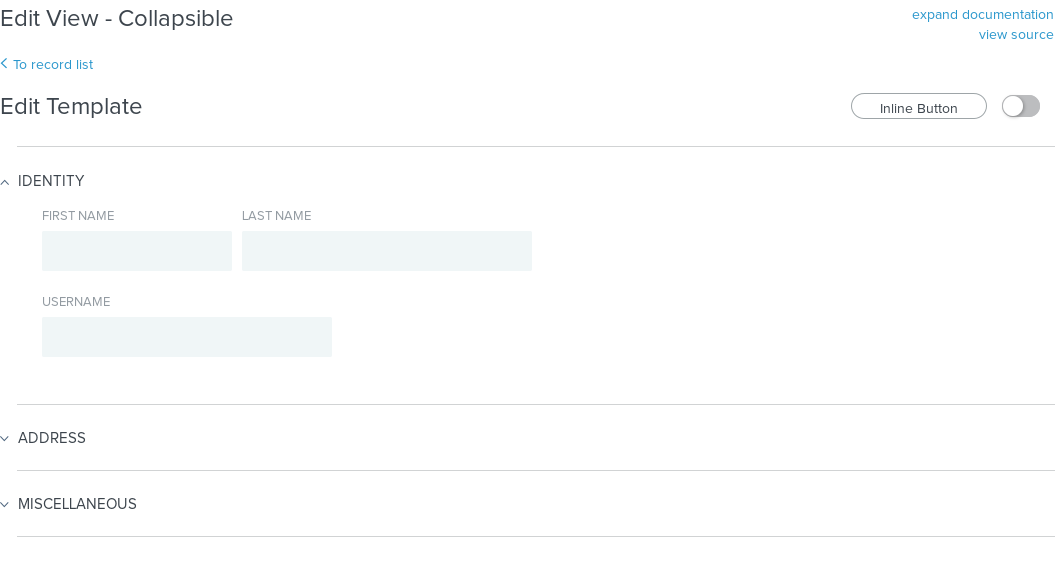 Edit View - Collapsible
expand documentation
view source
To record list
Edit Template
Inline Button
IDENTITY
FIRST NAME LAST NAME
USERNAME
ADDRESS
MISCELLANEOUS